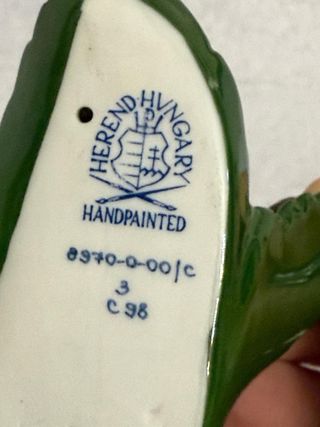 HEREND·HUNGARY
HANDPAINTED
8970-0-00/C
3
C 98